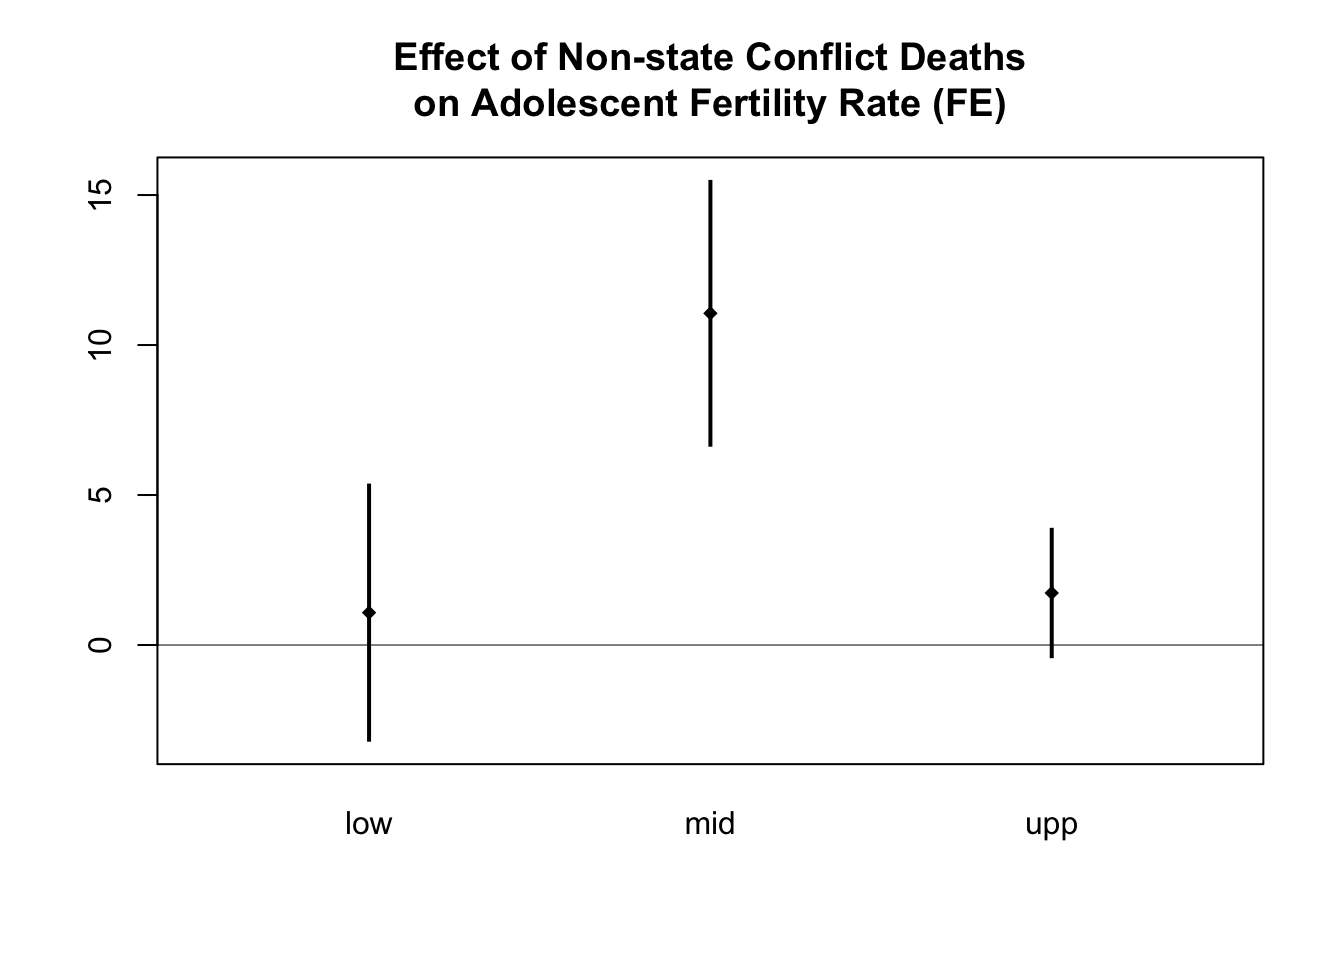 Effect of Non-state Conflict Deaths
on Adolescent Fertility Rate (FE)
15
10
5
0
low mid upp